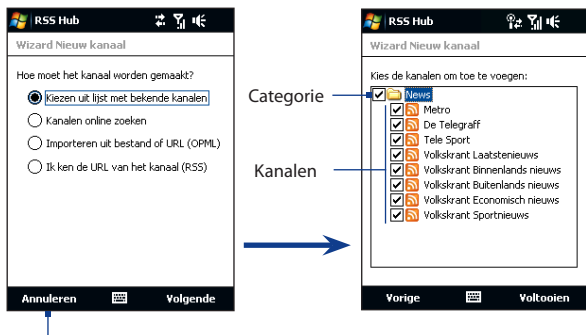 RSS Hub
Wizard Nieuw kanaal
Hoe moet het kanaal worden gemaakt?
Kiezen uit lijst met bekende kanalen
Kanalen online zoeken
Importeren uit bestand of URL (OPML)
Ik ken de URL van het kanaal (RSS)
Annuleren
Volgende
Categorie
Kanalen
RSS Hub
Wizard Nieuw kanaal
Kies de kanalen om toe te voegen:
News
Metro
De Telegraff
Tele Sport
Volkskrant Laatstenieuws
Volkskrant Binnenlands nieuws
Volkskrant Buitenlands nieuws
Volkskrant Economisch nieuws
Volkskrant Sportnieuws
Vorige
Voltooien